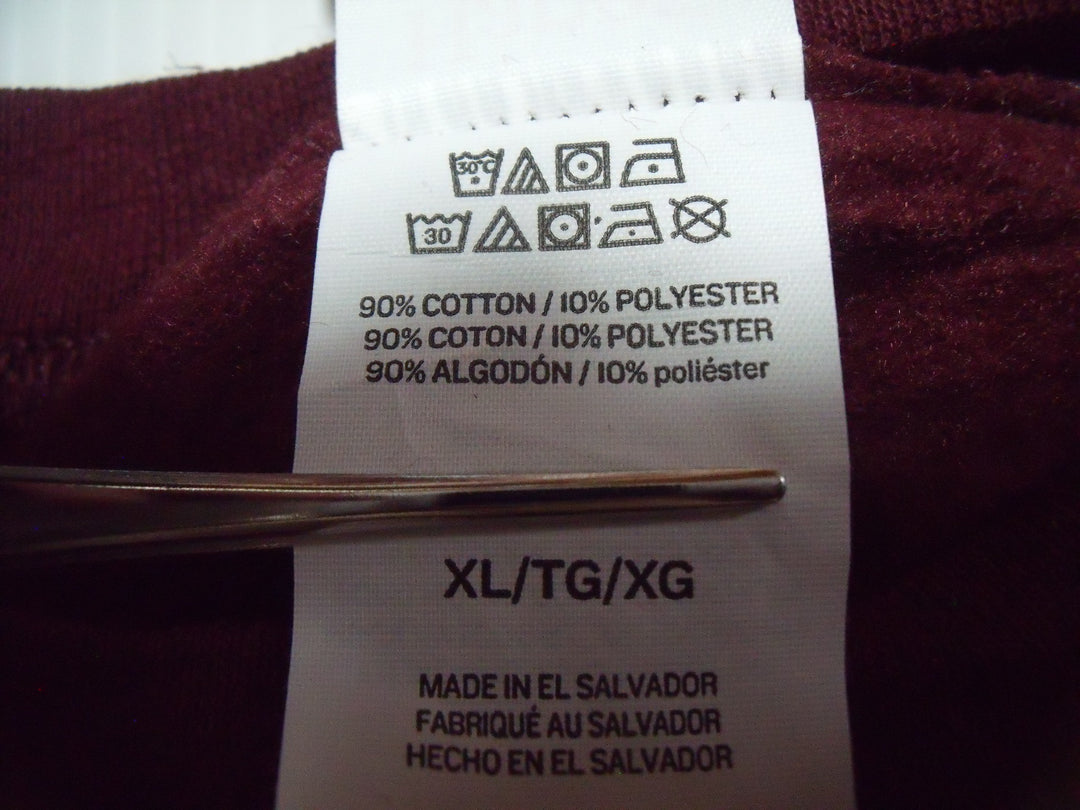 30°C
30
90% COTTON / 10% POLYESTER
90% COTON / 10% POLYESTER
90% ALGODÓN / 10% poliéster
XL/TG/XG
MADE IN EL SALVADOR
FABRIQUÉ AU SALVADOR
HECHO EN EL SALVADOR